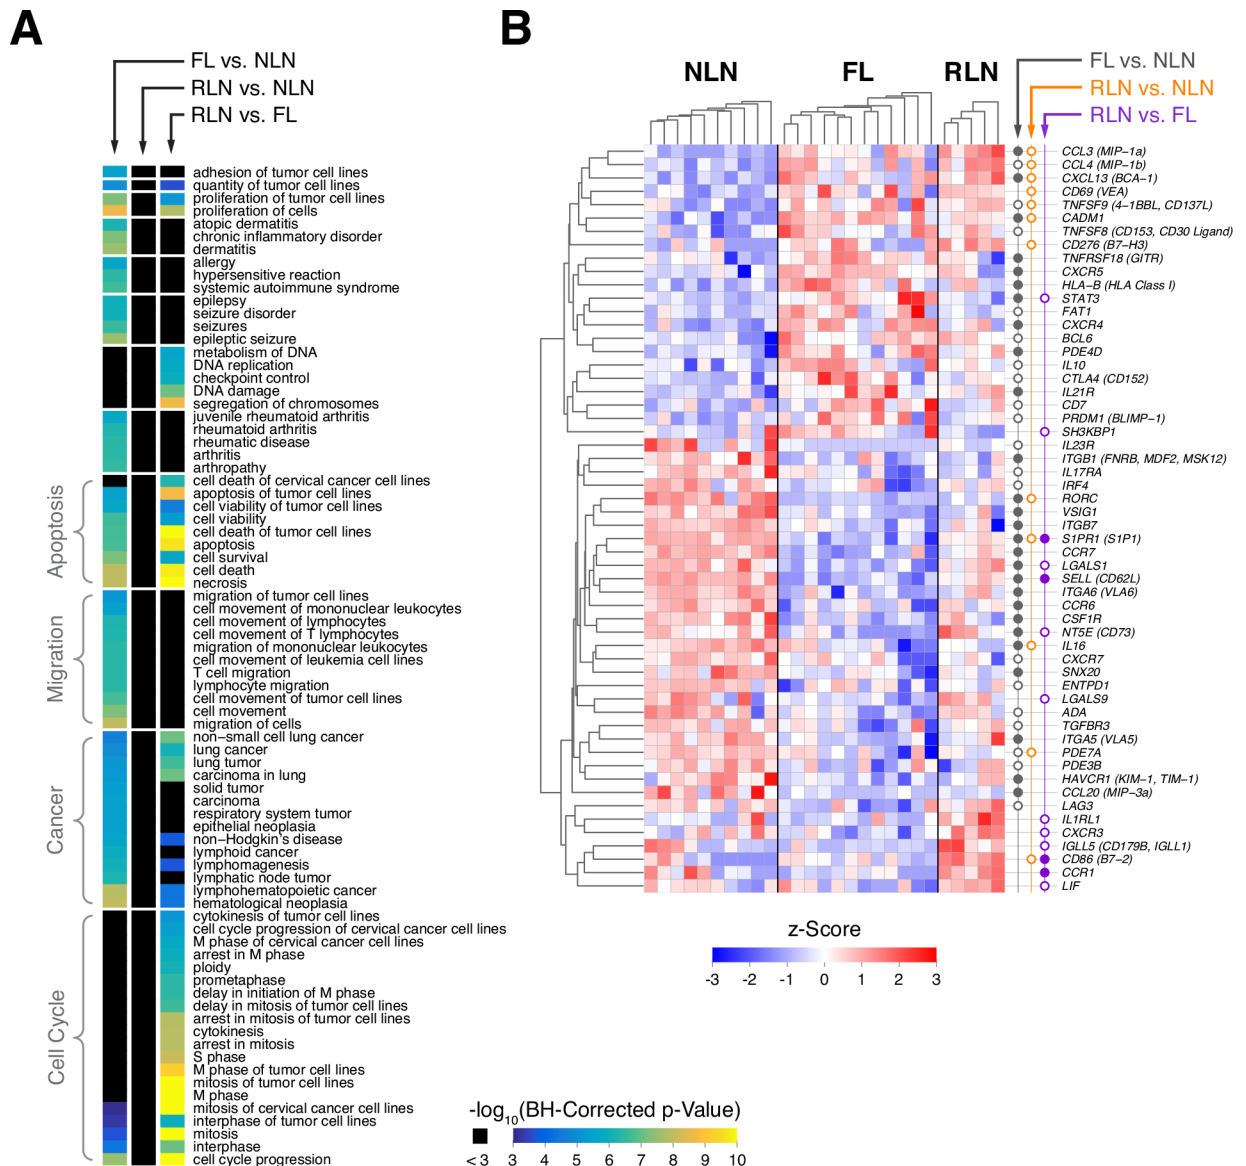 A
FL vs. NLN
RLN vs. NLN
RLN vs. FL
adhesion of tumor cell lines
quantity of tumor cell lines
proliferation of tumor cell lines
proliferation of cells
atopic dermatitis
chronic inflammatory disorder
dermatitis
allergy
hypersensitive reaction
systemic autoimmune syndrome
epilepsy
seizure disorder
seizures
epileptic seizure
metabolism of DNA
DNA replication
checkpoint control
DNA damage
segregation of chromosomes
juvenile rheumatoid arthritis
rheumatoid arthritis
rheumatic disease
arthritis
arthropathy
Apoptosis
cell death of cervical cancer cell lines
apoptosis of tumor cell lines
cell viability of tumor cell lines
cell viability
cell death of tumor cell lines
apoptosis
cell survival
cell death
necrosis
Migration
migration of tumor cell lines
cell movement of mononuclear leukocytes
cell movement of lymphocytes
cell movement of T lymphocytes
migration of mononuclear leukocytes
cell movement of leukemia cell lines
T cell migration
lymphocyte migration
cell movement of tumor cell lines
cell movement
migration of cells
Cancer
non−small cell lung cancer
lung cancer
lung tumor
carcinoma in lung
solid tumor
carcinoma
respiratory system tumor
epithelial neoplasia
non−Hodgkin's disease
lymphoid cancer
lymphomagenesis
lymphatic node tumor
lymphohematopoietic cancer
hematological neoplasia
Cell Cycle
cytokinesis of tumor cell lines
cell cycle progression of cervical cancer cell lines
M phase of cervical cancer cell lines
arrest in M phase
ploidy
prometaphase
delay in initiation of M phase
delay in mitosis of tumor cell lines
arrest in mitosis of tumor cell lines
cytokinesis
arrest in mitosis
S phase
M phase of tumor cell lines
mitosis of tumor cell lines
M phase
mitosis of cervical cancer cell lines
interphase of tumor cell lines
mitosis
interphase
cell cycle progression
-log10(BH-Corrected p-Value)
< 3 3 4 5 6 7 8 9 10
B
NLN FL RLN
FL vs. NLN
RLN vs. NLN
RLN vs. FL
CCL3 (MIP−1a)
CCL4 (MIP−1b)
CXCL13 (BCA−1)
CD69 (VEA)
TNFSF9 (4−1BBL, CD137L)
CADM1
TNFSF8 (CD153, CD30 Ligand)
CD276 (B7−H3)
TNFRSF18 (GITR)
CXCR5
HLA−B (HLA Class I)
STAT3
FAT1
CXCR4
BCL6
PDE4D
IL10
CTLA4 (CD152)
IL21R
CD7
PRDM1 (BLIMP−1)
SH3KBP1
IL23R
ITGB1 (FNRB, MDF2, MSK12)
IL17RA
IRF4
RORC
VSIG1
ITGB7
S1PR1 (S1P1)
CCR7
LGALS1
SELL (CD62L)
ITGA6 (VLA6)
CCR6
CSF1R
NT5E (CD73)
IL16
CXCR7
SNX20
ENTPD1
LGALS9
ADA
TGFBR3
ITGA5 (VLA5)
PDE7A
PDE3B
HAVCR1 (KIM−1, TIM−1)
CCL20 (MIP−3a)
LAG3
IL1RL1
CXCR3
IGLL5 (CD179B, IGLL1)
CD86 (B7−2)
CCR1
LIF
z-Score
-3 -2 -1 0 1 2 3